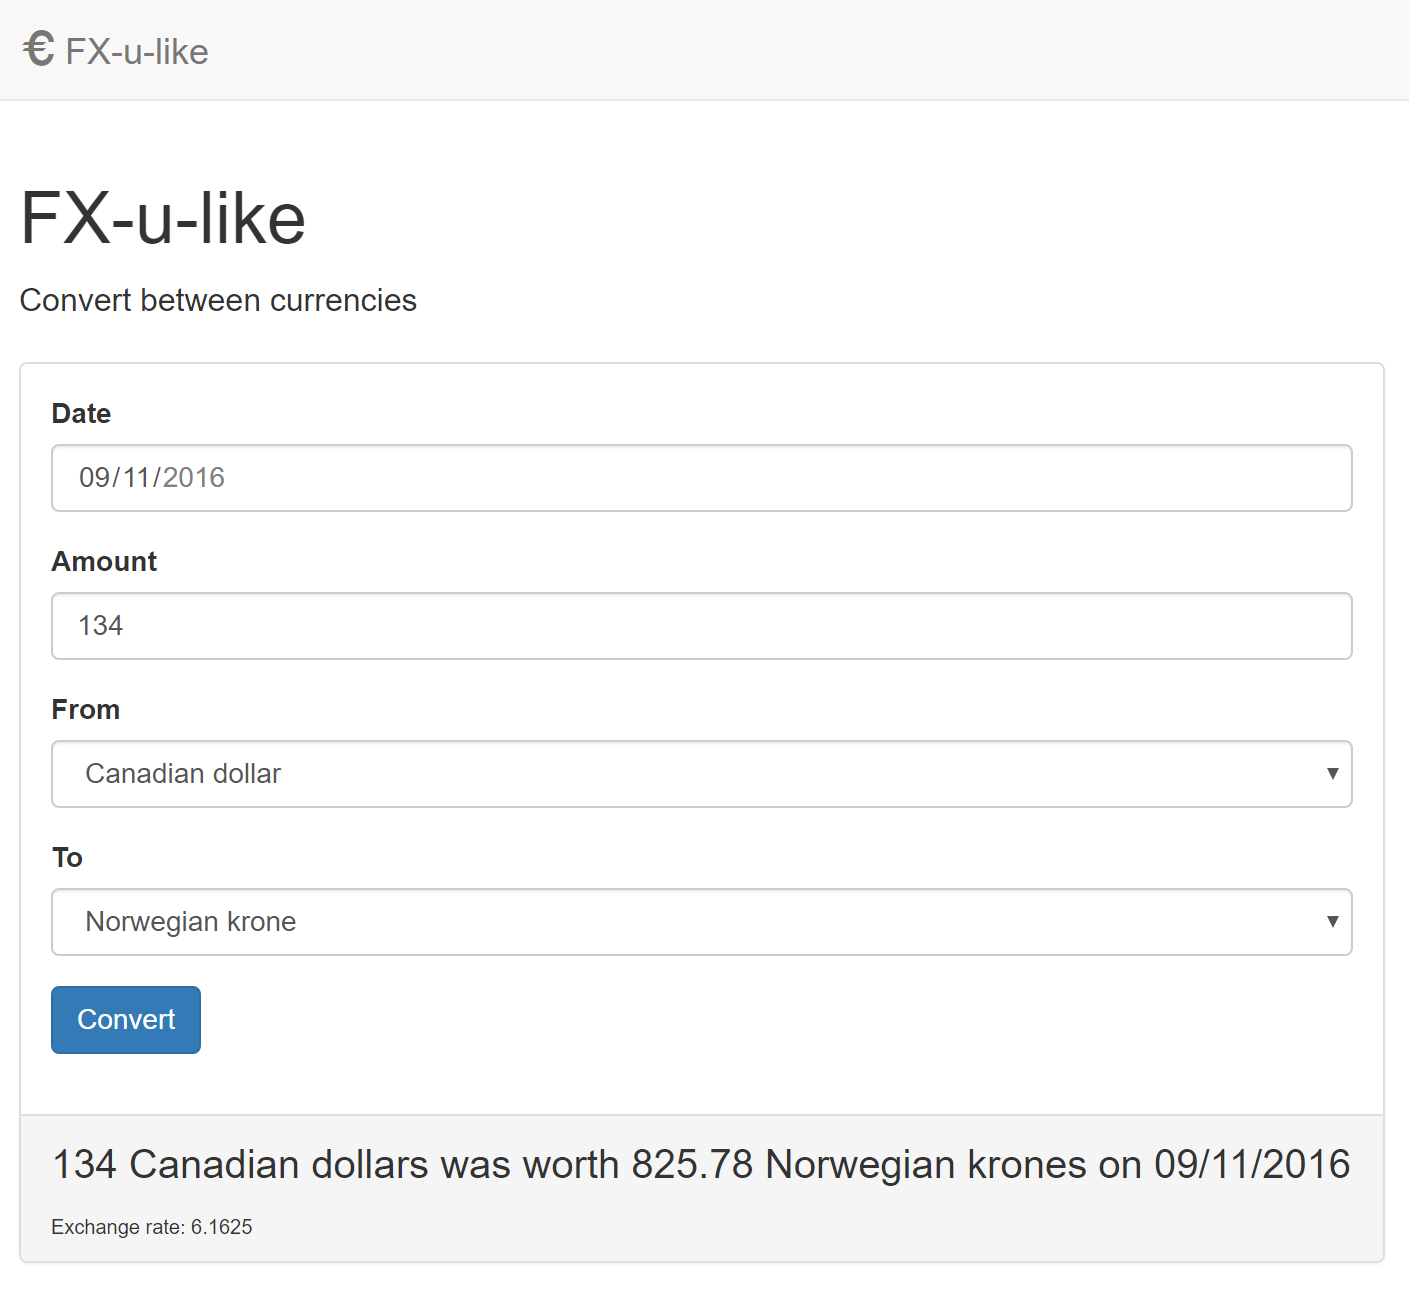 € FX-u-like
FX-u-like
Convert between currencies
Date
09/11/2016
Amount
134
From
Canadian dollar
To
Norwegian krone
Convert
134 Canadian dollars was worth 825.78 Norwegian krones on 09/11/2016
Exchange rate: 6.1625